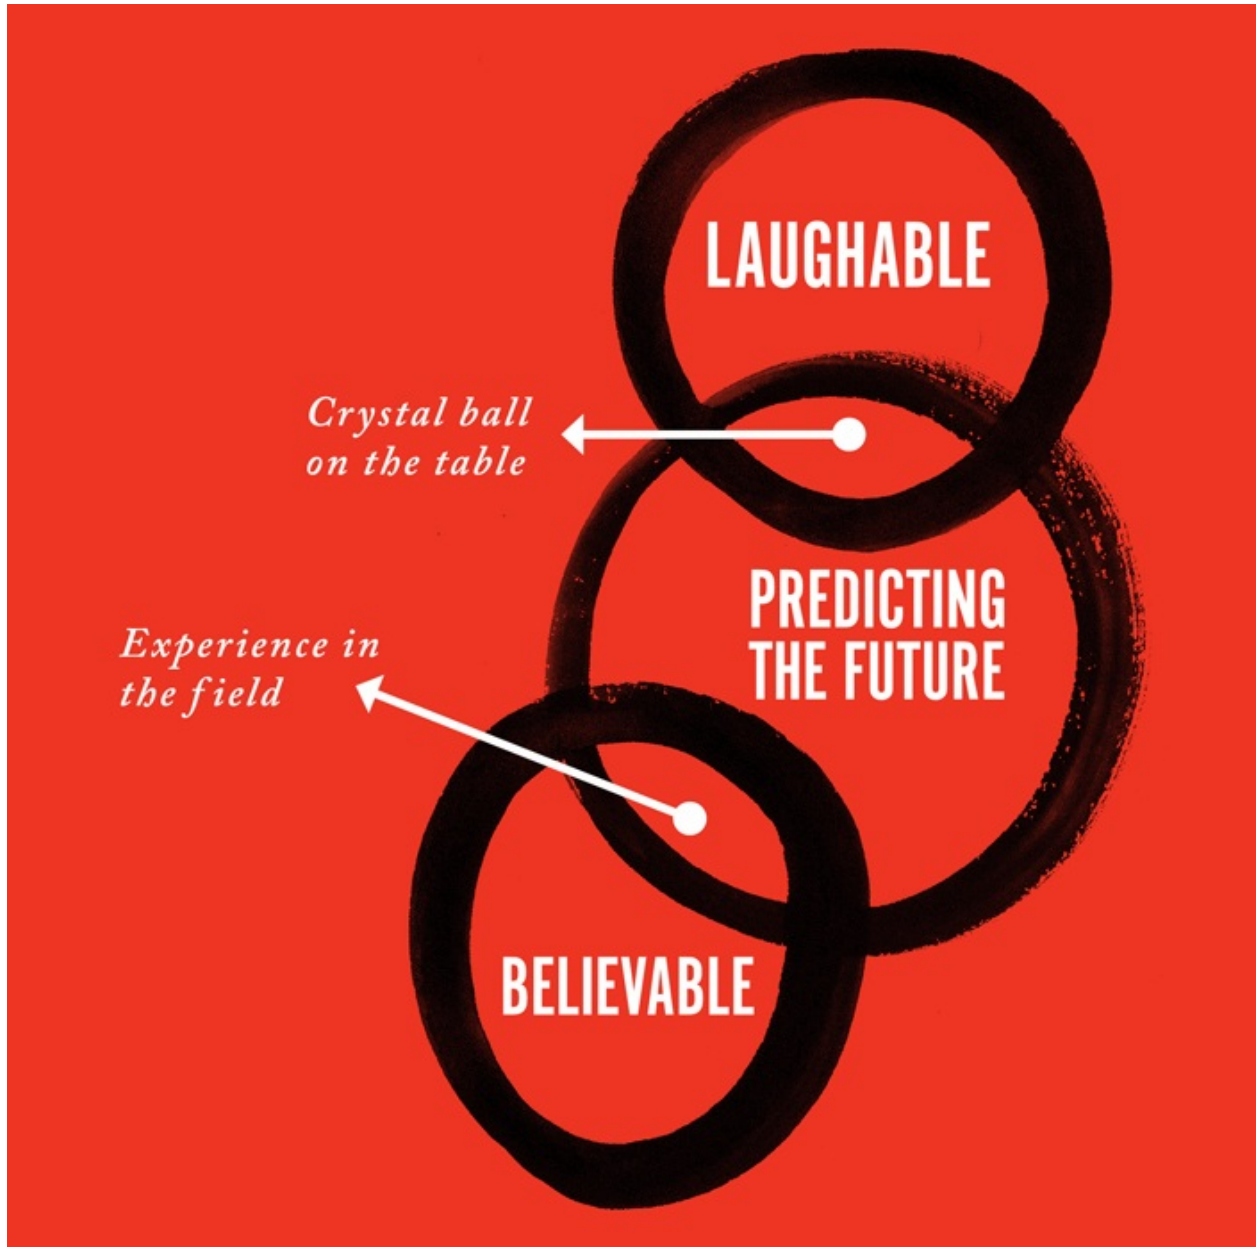 LAUGHABLE
Crystal ball
on the table
PREDICTING
THE FUTURE
Experience in
the field
BELIEVABLE